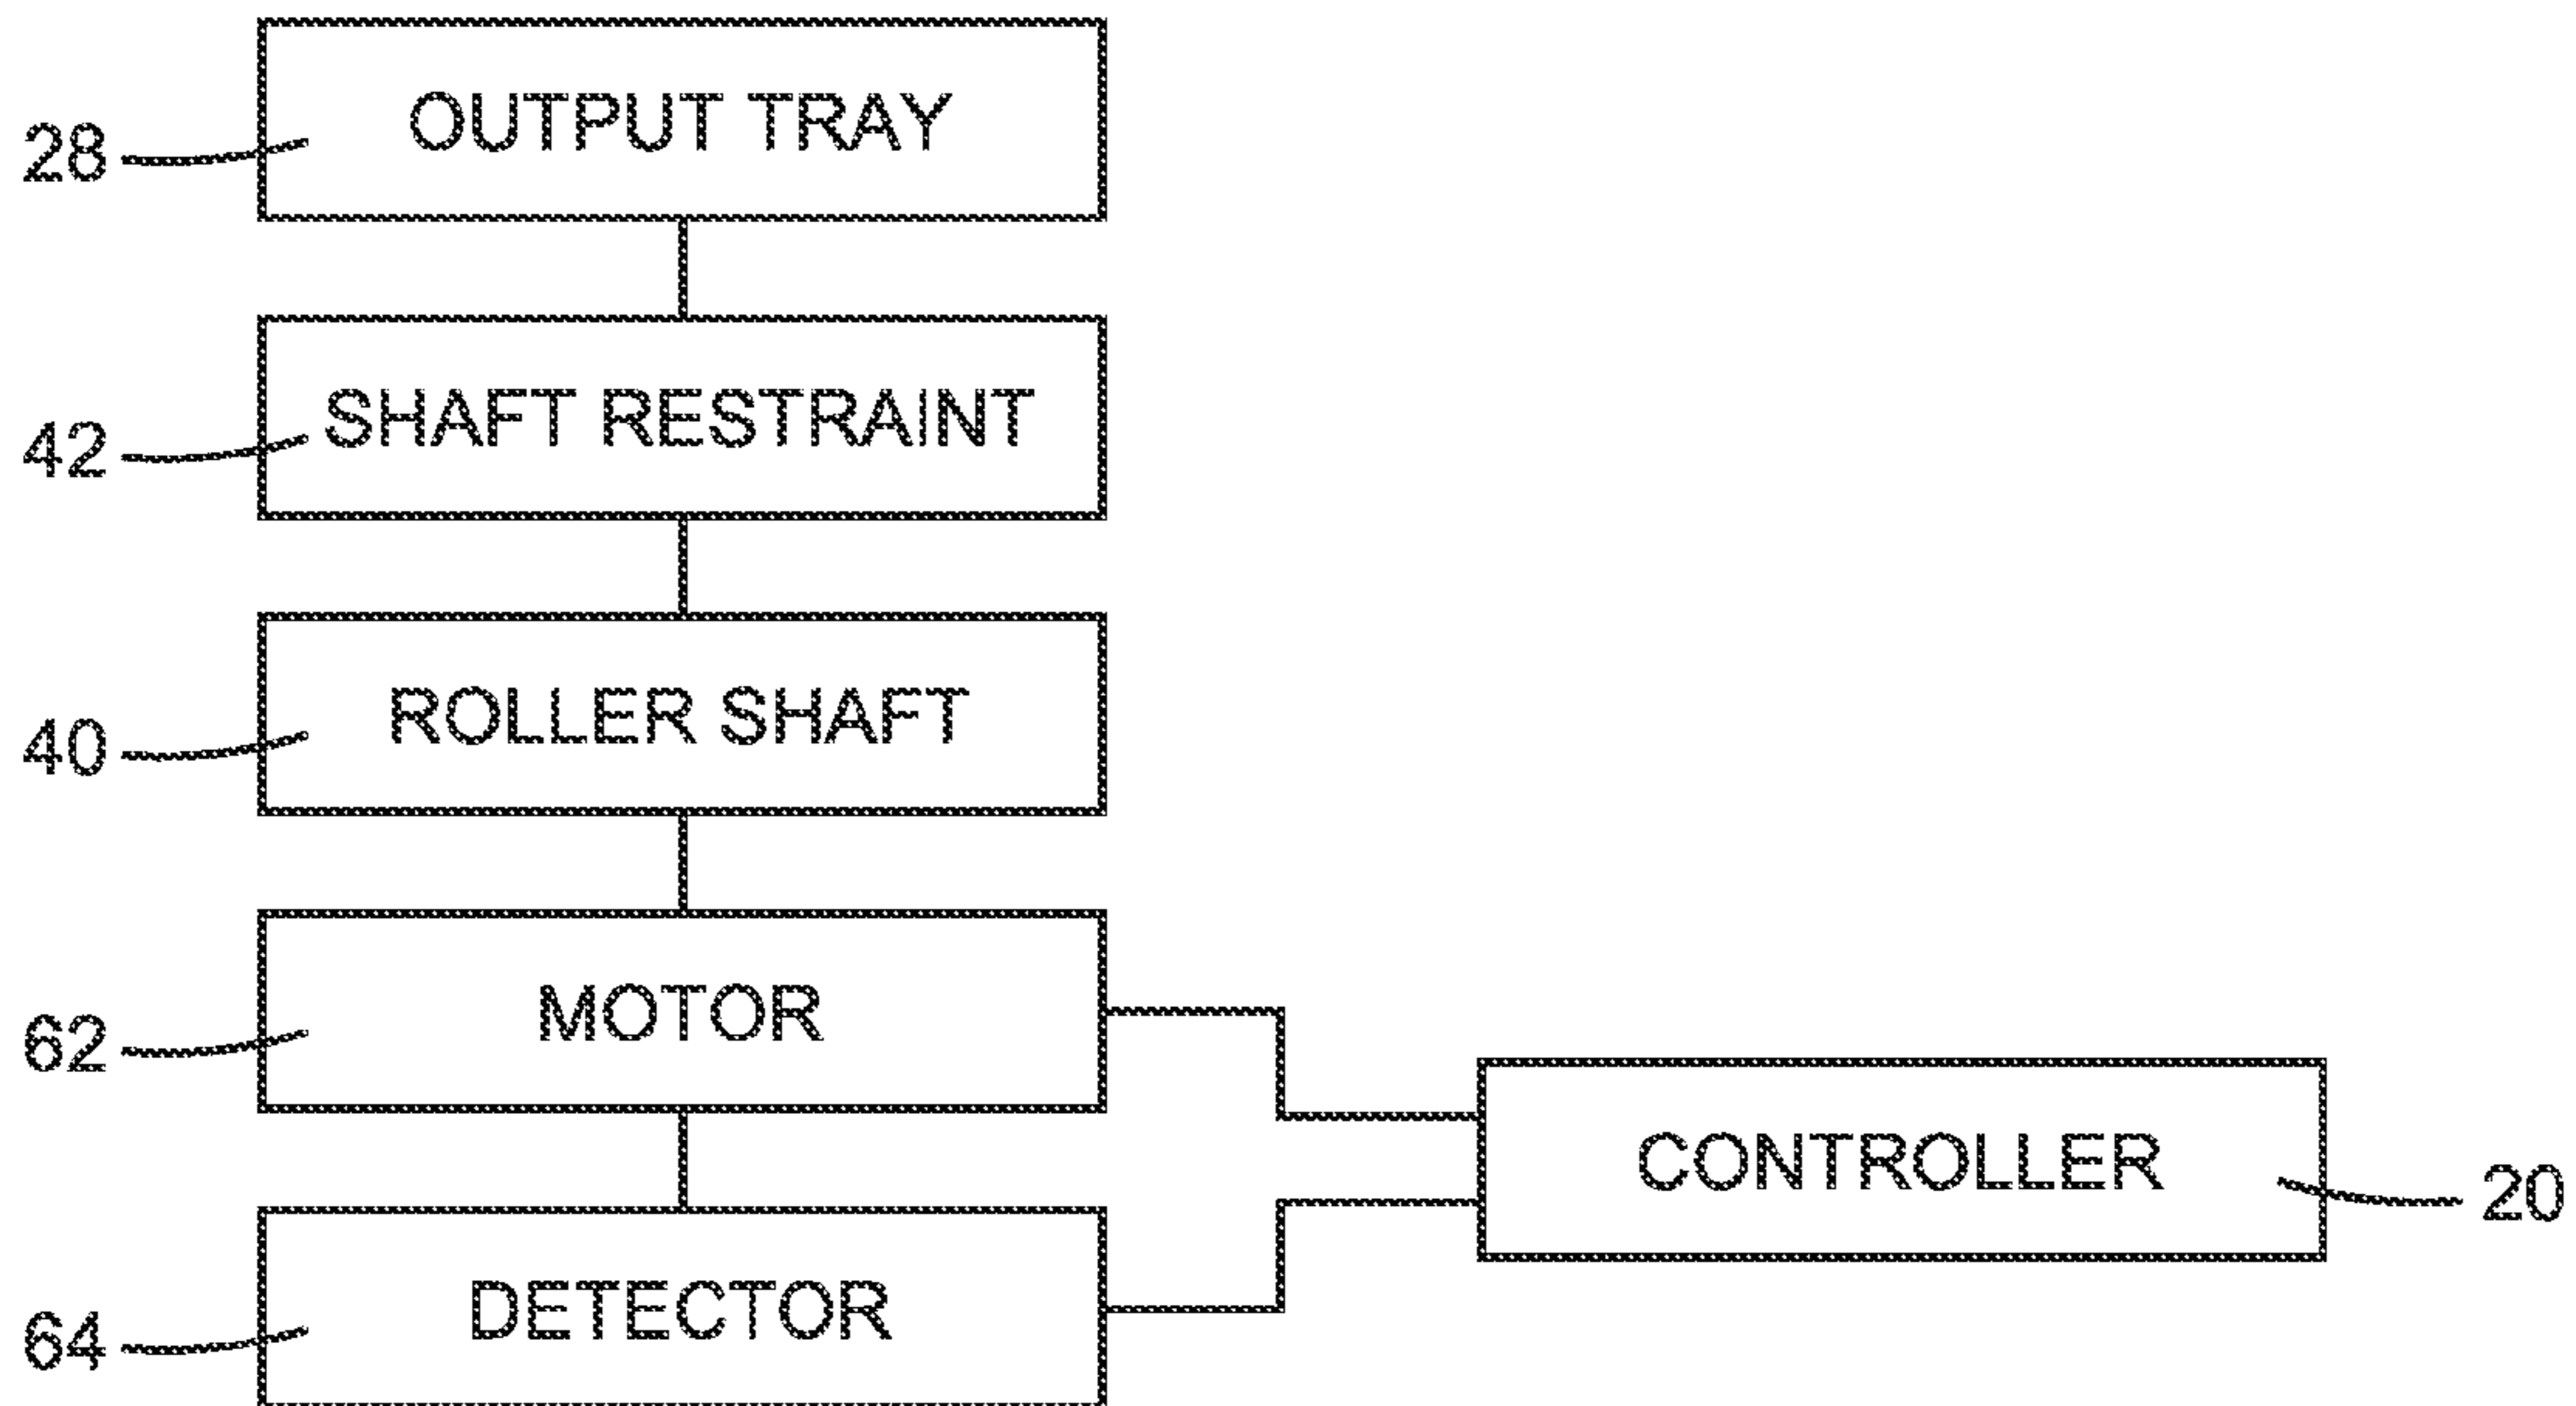 OUTPUT TRAY
28
SHAFT RESTRAINT
42
ROLLER SHAFT
40
MOTOR
62
CONTROLLER
20
DETECTOR
64